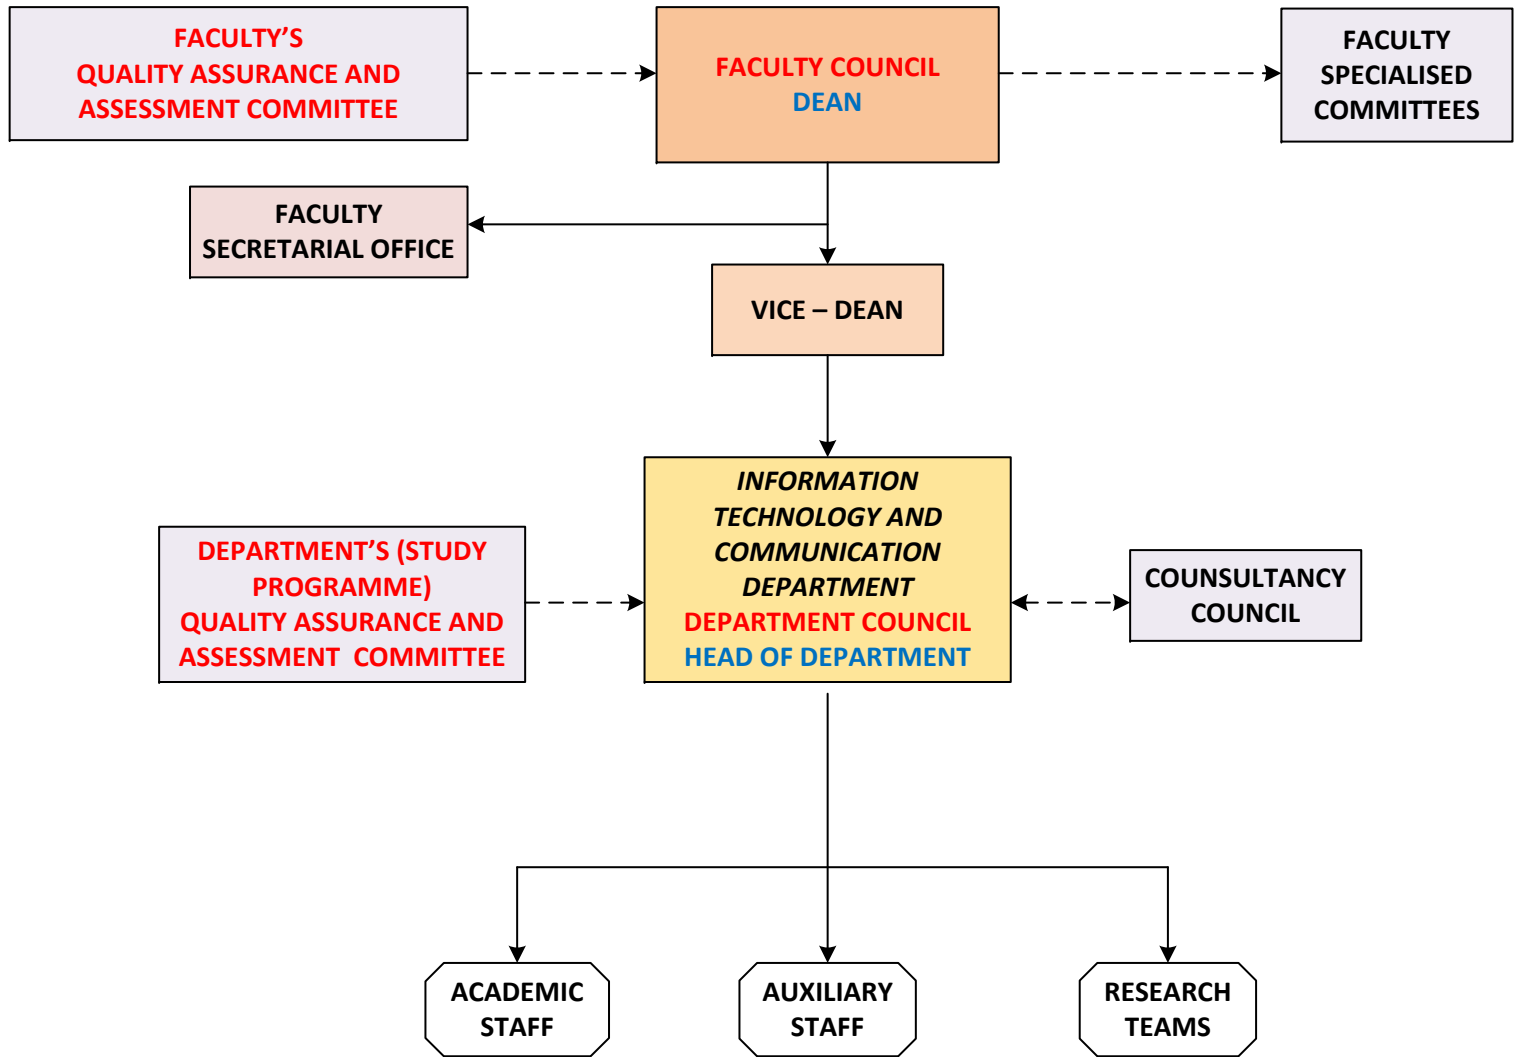 FACULTY’S
QUALITY ASSURANCE AND
ASSESSMENT COMMITTEE
FACULTY COUNCIL
DEAN
FACULTY
SPECIALISED
COMMITTEES
FACULTY
SECRETARIAL OFFICE
VICE – DEAN
INFORMATION
TECHNOLOGY AND
COMMUNICATION
DEPARTMENT
DEPARTMENT COUNCIL
HEAD OF DEPARTMENT
DEPARTMENT’S (STUDY
PROGRAMME)
QUALITY ASSURANCE AND
ASSESSMENT  COMMITTEE
COUNSULTANCY
COUNCIL
ACADEMIC
STAFF
AUXILIARY
STAFF
RESEARCH
TEAMS